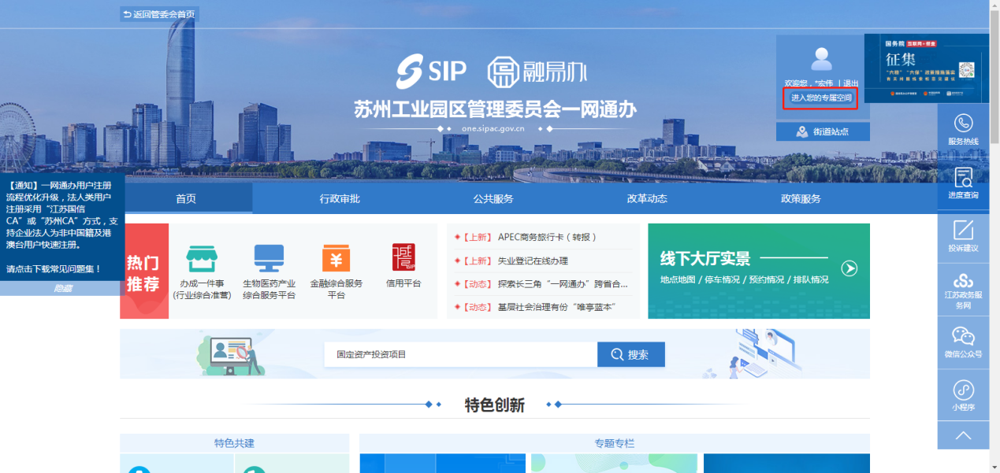 返回管委会首页
SIP 融易办
苏州工业园区管理委员会一网通办
one.sipac.gov.cn
欢迎您，*宏伟 | 退出
进入您的专属空间
街道站点
国务院 互联网+督查
征集
服务热线
进度查询
投诉建议
江苏政务服
务网
微信公众号
小程序
【通知】一网通办用户注册
流程优化升级，法人类用户
注册采用“江苏国信
CA”或“苏州CA”方式，支
持企业法人为非中国籍及港
澳台用户快速注册。
请点击下载常见问题集！
隐藏
首页 行政审批 公共服务 改革动态 政策服务
热门
推荐
办成一件事
(行业综合准营)
生物医药产业
综合服务平台
金融综合服务
平台
信用平台
【上新】 APEC商务旅行卡（转报）
【上新】 失业登记在线办理
【动态】 探索长三角“一网通办”跨省合...
【动态】 基层社会治理有份“唯亭蓝本”
线下大厅实景
地点地图 / 停车情况 / 预约情况 / 排队情况
固定资产投资项目
搜索
特色创新
特色共建
专题专栏